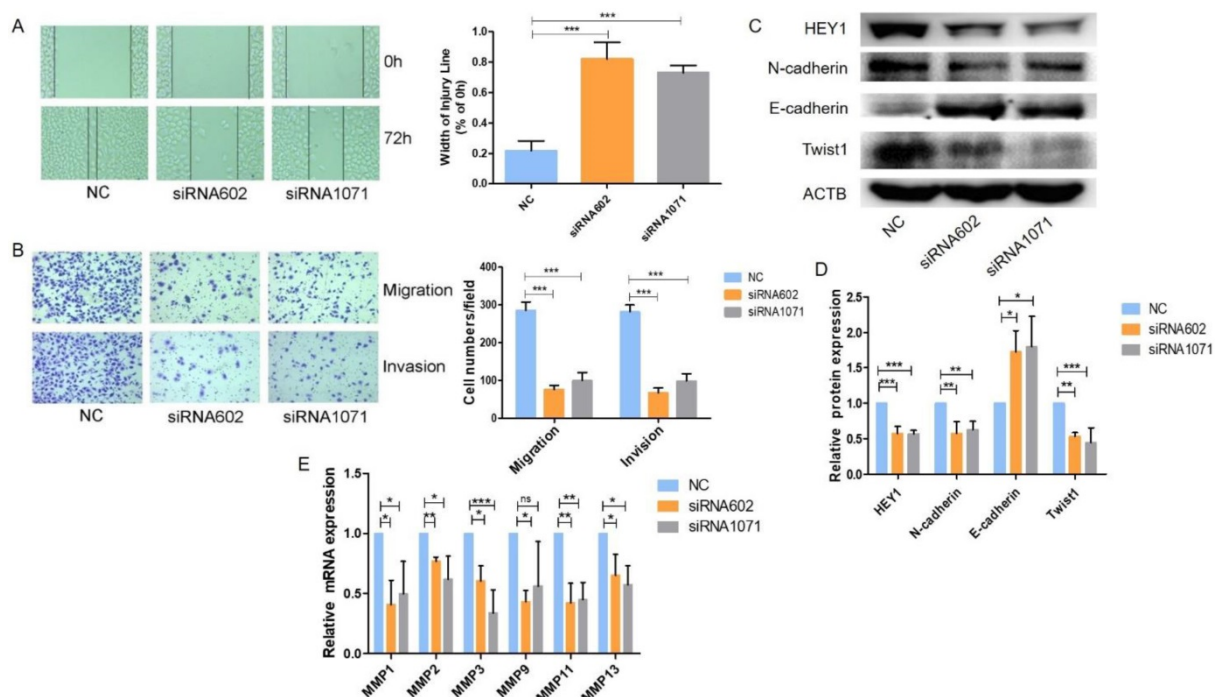 A
0h
72h
NC
siRNA602
siRNA1071
Width of Injury Line
(% of 0h)
1.0
0.8
0.6
0.4
0.2
0.0
***
***
NC
siRNA602
siRNA1071
B
Migration
Invasion
NC
siRNA602
siRNA1071
Cell numbers/field
400
300
200
100
0
***
***
***
***
Migration
Invision
NC
siRNA602
siRNA1071
C
HEY1
N-cadherin
E-cadherin
Twist1
ACTB
NC
siRNA602
siRNA1071
D
Relative protein expression
2.5
2.0
1.5
1.0
0.5
0.0
***
***
**
**
*
*
***
**
HEY1
N-cadherin
E-cadherin
Twist1
NC
siRNA602
siRNA1071
E
Relative mRNA expression
1.5
1.0
0.5
0.0
*
*
*
**
***
*
ns
*
**
**
*
*
MMP1
MMP2
MMP3
MMP9
MMP11
MMP13
NC
siRNA602
siRNA1071